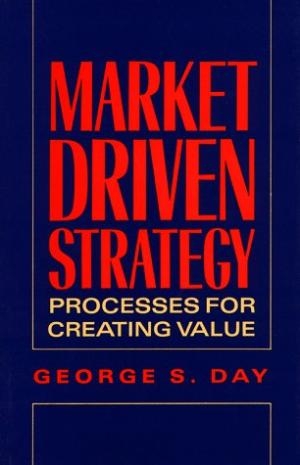 MARKET
DRIVEN
STRATEGY
PROCESSES FOR
CREATING VALUE
GEORGE S. DAY